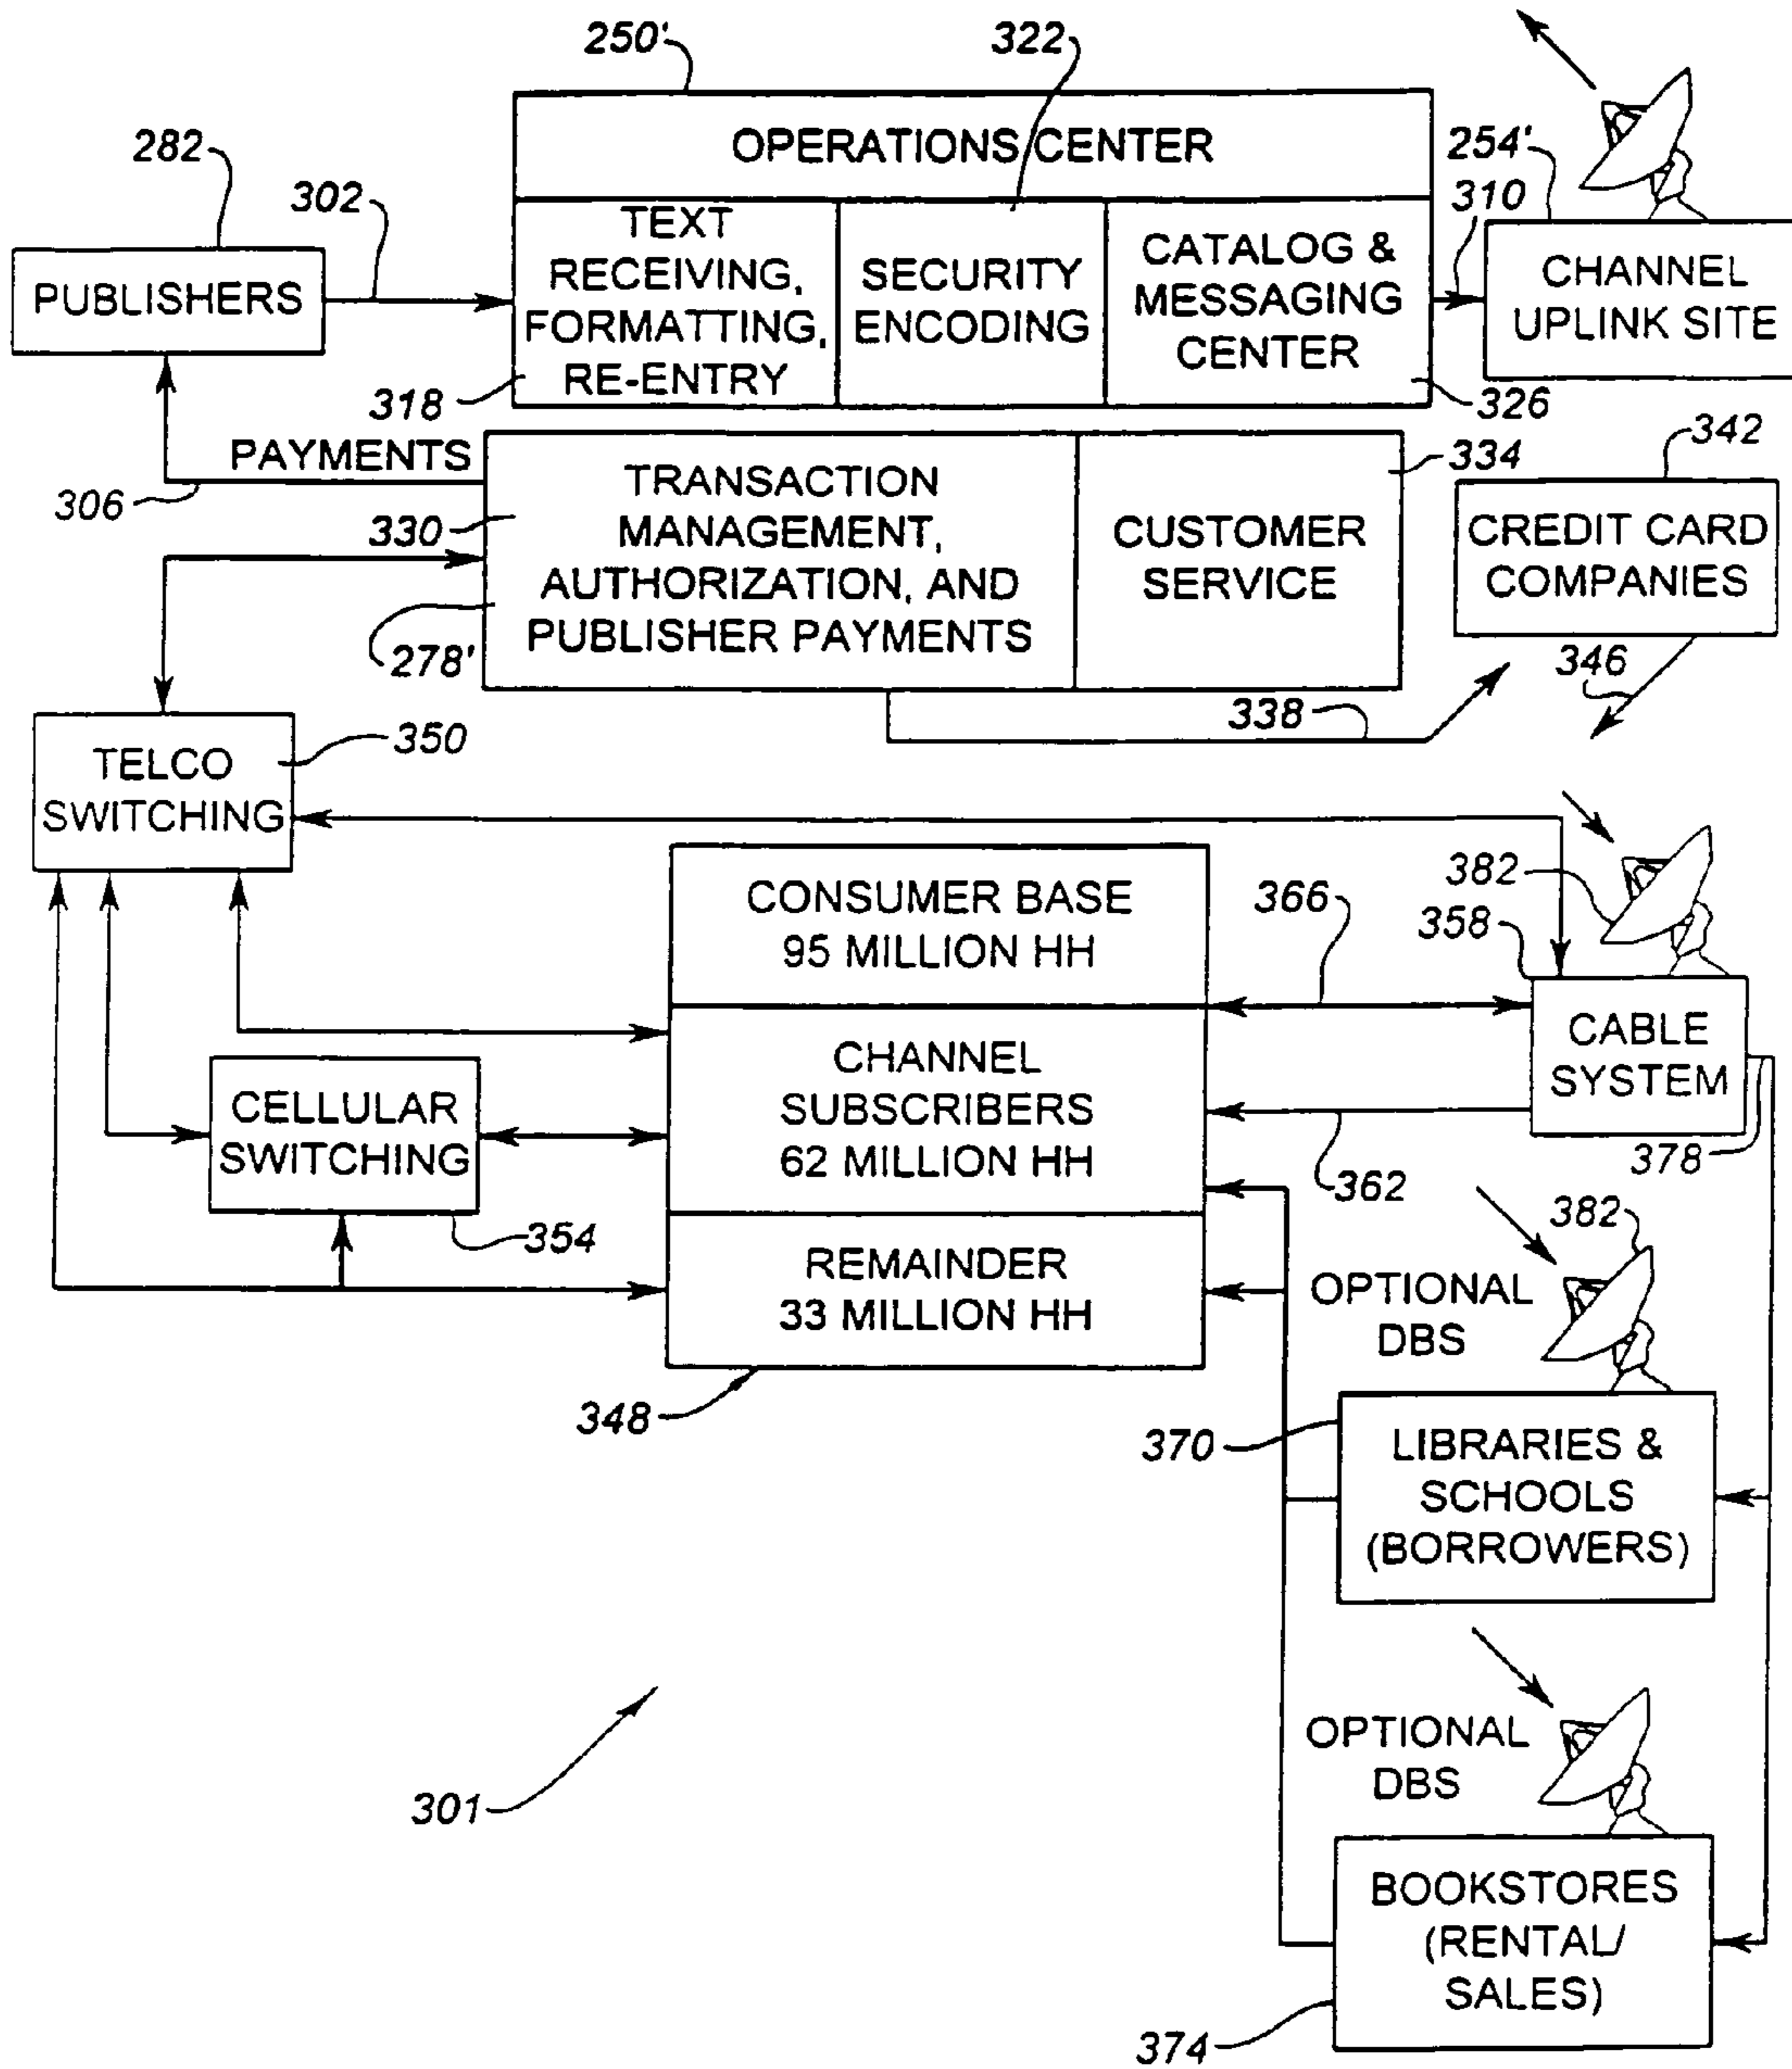 250'
322
OPERATIONS CENTER
282
302
254'
310
PUBLISHERS
TEXT
RECEIVING,
FORMATTING,
RE-ENTRY
SECURITY
ENCODING
CATALOG &
MESSAGING
CENTER
CHANNEL
UPLINK SITE
318
326
PAYMENTS
306
330
TRANSACTION
MANAGEMENT,
AUTHORIZATION, AND
PUBLISHER PAYMENTS
278'
CUSTOMER
SERVICE
334
342
CREDIT CARD
COMPANIES
346
338
350
TELCO
SWITCHING
CONSUMER BASE
95 MILLION HH
366
382
358
CHANNEL
SUBSCRIBERS
62 MILLION HH
CABLE
SYSTEM
CELLULAR
SWITCHING
362
378
354
REMAINDER
33 MILLION HH
348
382
OPTIONAL
DBS
370
LIBRARIES &
SCHOOLS
(BORROWERS)
301
OPTIONAL
DBS
BOOKSTORES
(RENTAL/
SALES)
374